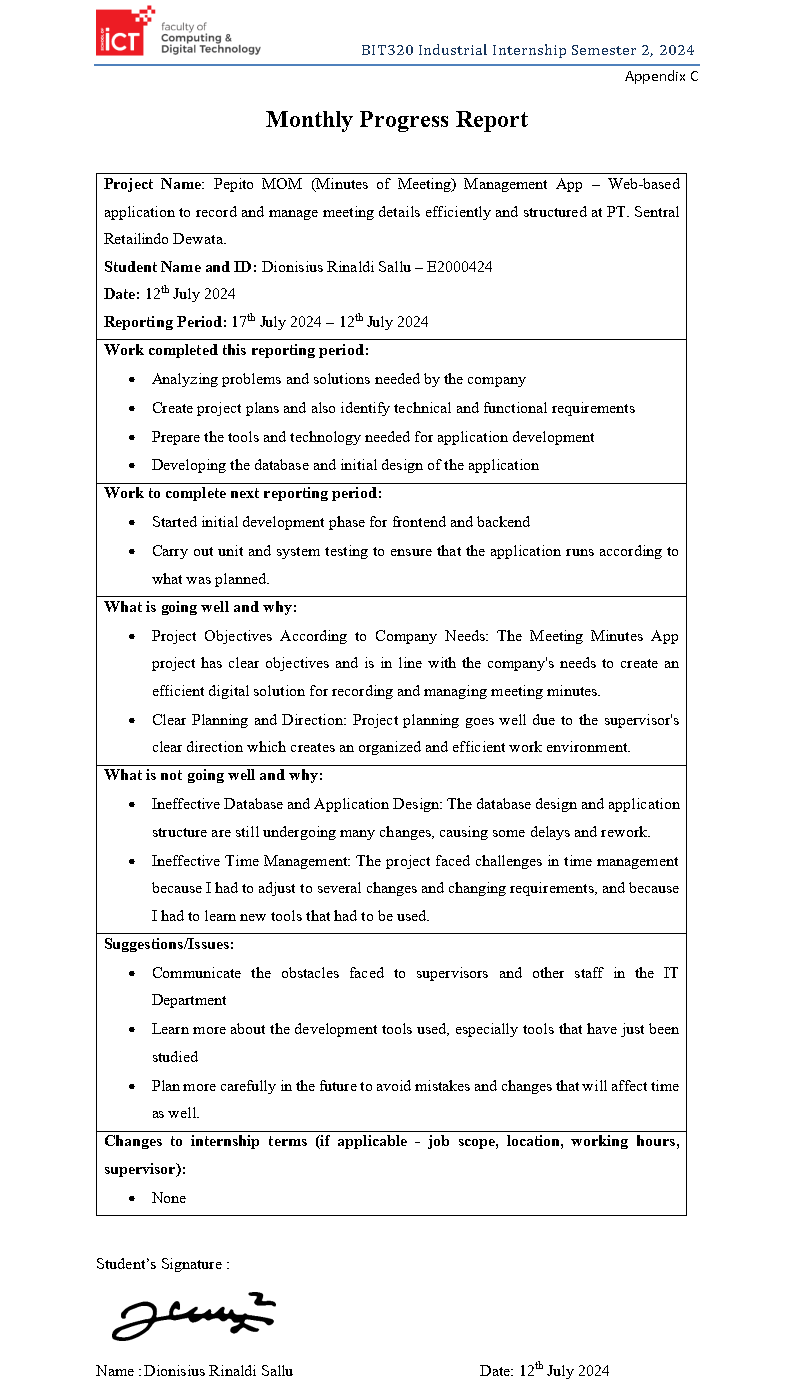 SCHOOL OF
iCT
faculty of
Computing &
Digital Technology
BIT320 Industrial Internship Semester 2, 2024
Appendix C
Monthly Progress Report
Project Name: Pepito MOM (Minutes of Meeting) Management App – Web-based
application to record and manage meeting details efficiently and structured at PT. Sentral
Retailindo Dewata.
Student Name and ID: Dionisius Rinaldi Sallu – E2000424
Date: 12th July 2024
Reporting Period: 17th July 2024 – 12th July 2024
Work completed this reporting period:
• Analyzing problems and solutions needed by the company
• Create project plans and also identify technical and functional requirements
• Prepare the tools and technology needed for application development
• Developing the database and initial design of the application
Work to complete next reporting period:
• Started initial development phase for frontend and backend
• Carry out unit and system testing to ensure that the application runs according to
what was planned.
What is going well and why:
• Project Objectives According to Company Needs: The Meeting Minutes App
project has clear objectives and is in line with the company's needs to create an
efficient digital solution for recording and managing meeting minutes.
• Clear Planning and Direction: Project planning goes well due to the supervisor's
clear direction which creates an organized and efficient work environment.
What is not going well and why:
• Ineffective Database and Application Design: The database design and application
structure are still undergoing many changes, causing some delays and rework.
• Ineffective Time Management: The project faced challenges in time management
because I had to adjust to several changes and changing requirements, and because
I had to learn new tools that had to be used.
Suggestions/Issues:
• Communicate the obstacles faced to supervisors and other staff in the IT
Department
• Learn more about the development tools used, especially tools that have just been
studied
• Plan more carefully in the future to avoid mistakes and changes that will affect time
as well.
Changes to internship terms (if applicable - job scope, location, working hours,
supervisor):
• None
Student’s Signature :
Name : Dionisius Rinaldi Sallu Date: 12th July 2024